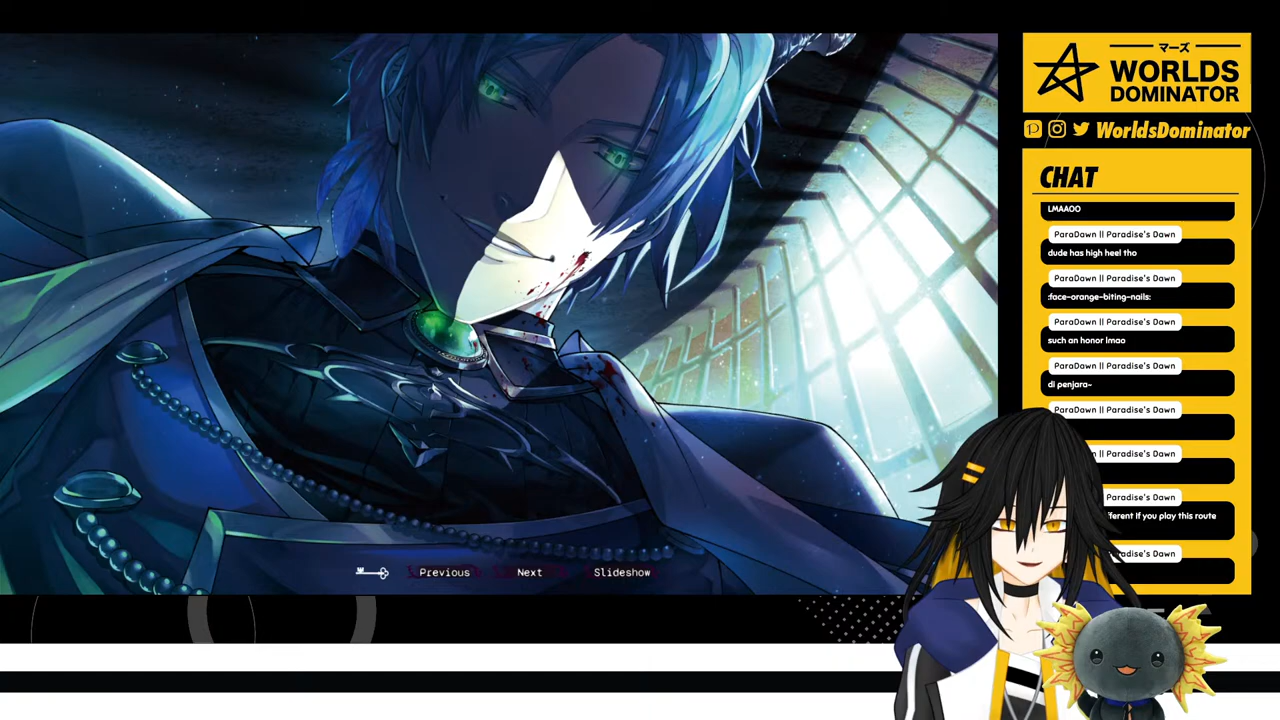 マーズ
WORLDS
DOMINATOR
WorldsDominator
CHAT
LMAAOO
ParaDawn || Paradise's Dawn
dude has high heel tho
ParaDawn || Paradise's Dawn
:face-orange-biting-nails:
ParaDawn || Paradise's Dawn
such an honor lmao
ParaDawn || Paradise's Dawn
di penjara~
ParaDawn || Paradise's Dawn
|| Paradise's Dawn
|| Paradise's Dawn
if you play this route
Paradise's Dawn
Previous Next Slideshow